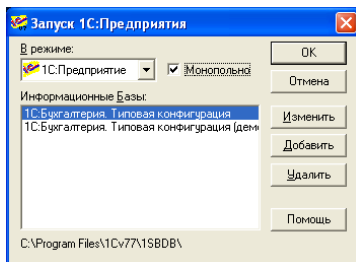 Запуск 1С:Предприятия
В режиме:
1С:Предприятие
Монопольно
OK
Отмена
Информационные Базы:
1С:Бухгалтерия. Типовая конфигурация
1С:Бухгалтерия. Типовая конфигурация (демо
Изменить
Добавить
Удалить
Помощь
C:\Program Files\1Cv77\1SBDB\